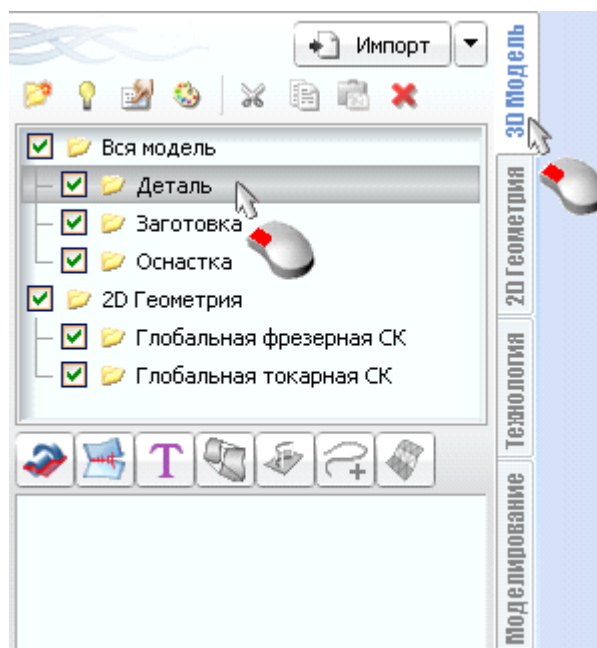 Импорт
Вся модель
Деталь
Заготовка
Оснастка
2D Геометрия
Глобальная фрезерная СК
Глобальная токарная СК
T
3D Модель
2D Геометрия
Технология
Моделирование